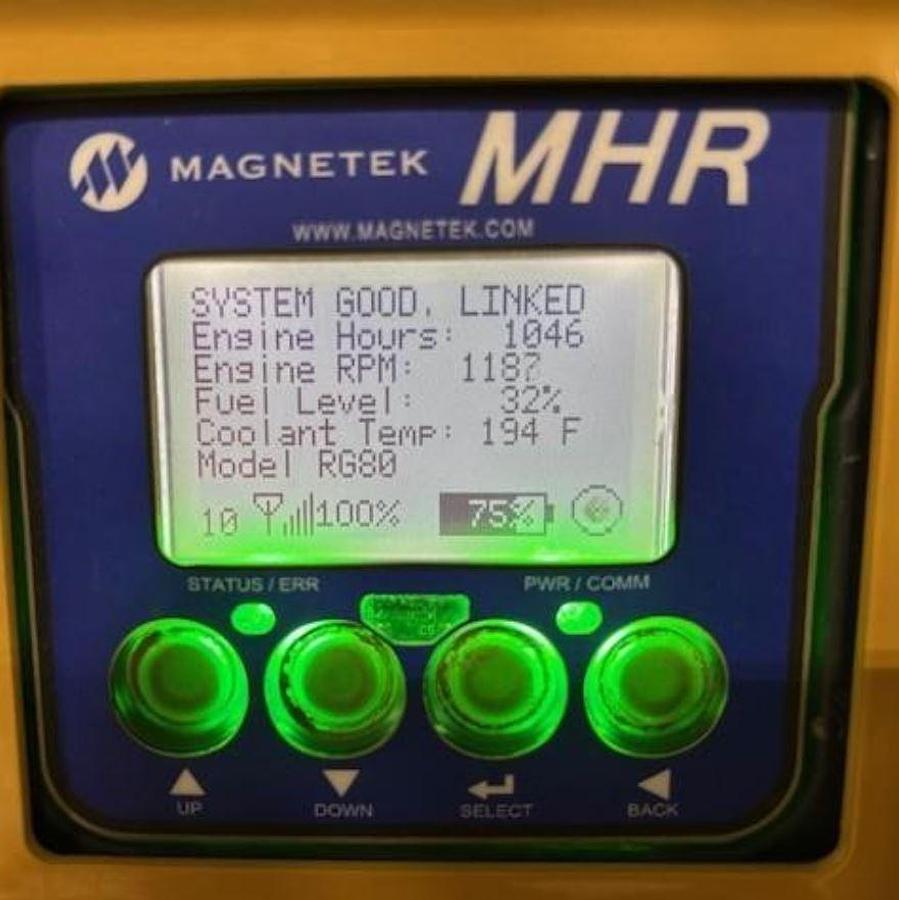 MAGNETEK MHR
WWW.MAGNETEK.COM
SYSTEM GOOD, LINKED
Engine Hours: 1046
Engine RPM: 1187
Fuel Level: 32%
Coolant Temp: 194 F
Model RG80
10 100% 75%
STATUS / ERR PWR / COMM
UP DOWN SELECT BACK